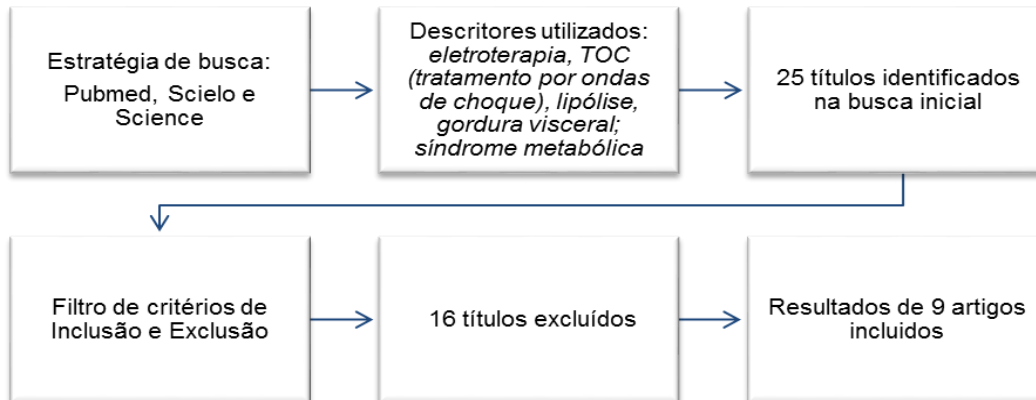 Estratégia de busca:
Pubmed, Scielo e
Science
Descritores utilizados:
eletroterapia, TOC
(tratamento por ondas
de choque), lipólise,
gordura visceral;
síndrome metabólica
25 títulos identificados
na busca inicial
Filtro de critérios de
Inclusão e Exclusão
16 títulos excluídos
Resultados de 9 artigos
incluidos